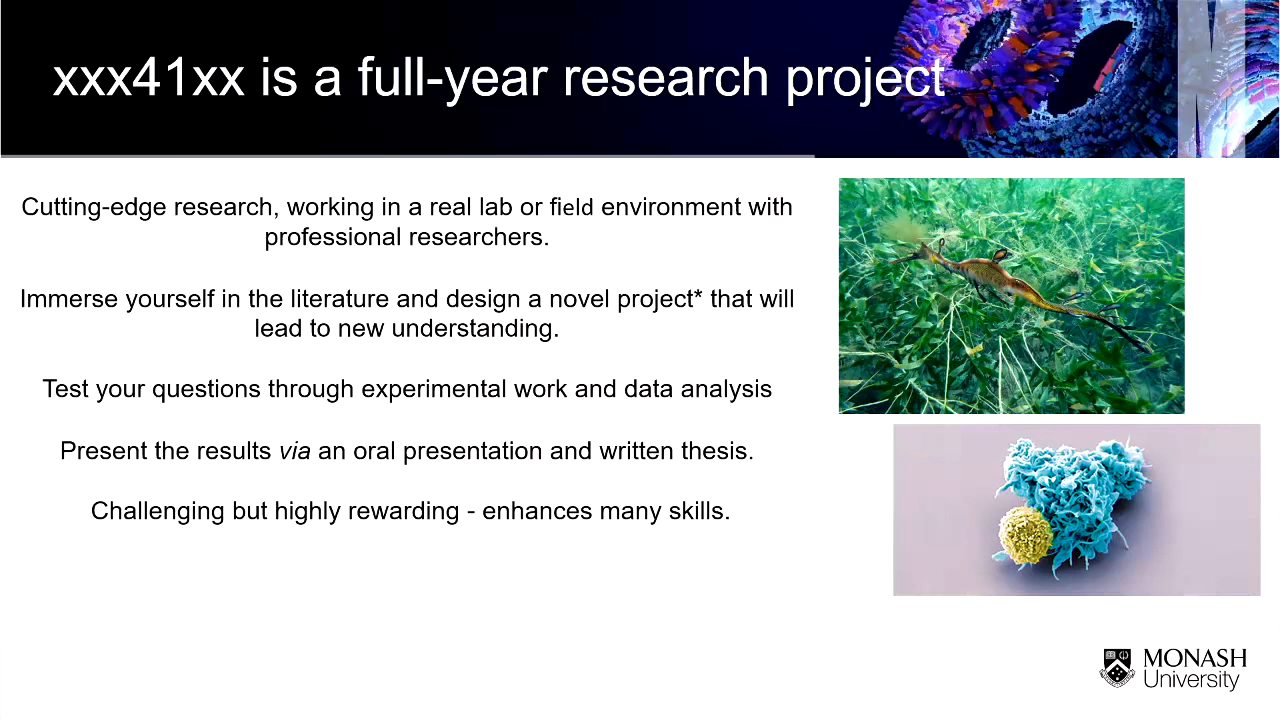 xxx41xx is a full-year research project
Cutting-edge research, working in a real lab or field environment with
professional researchers.
Immerse yourself in the literature and design a novel project* that will
lead to new understanding.
Test your questions through experimental work and data analysis
Present the results via an oral presentation and written thesis.
Challenging but highly rewarding - enhances many skills.
MONASH
University